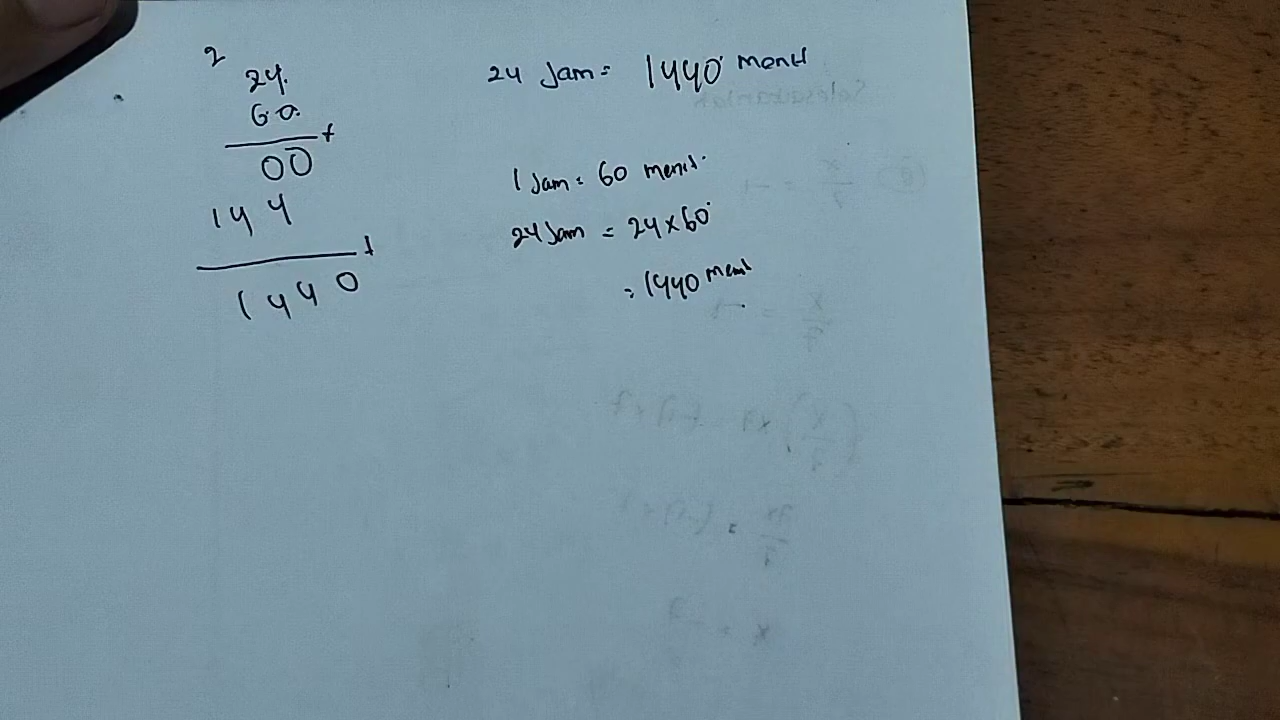 2
24.
60.
+
00
144
+
1440
24 Jam = 1440 menit
1 Jam = 60 menit.
24 Jam = 24 x 60
= 1440 menit